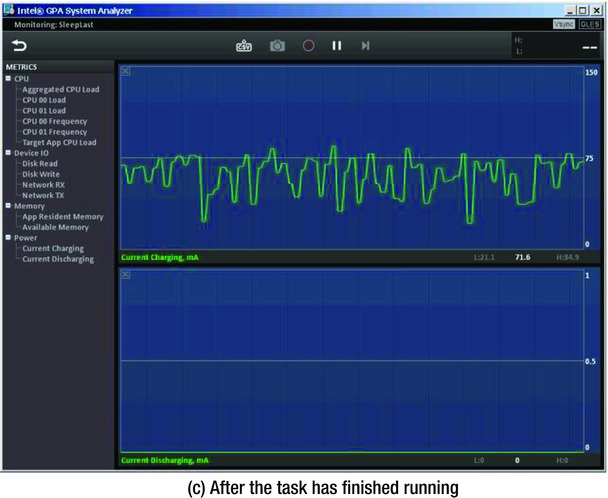 Intel® GPA System Analyzer
Monitoring: SleepLast
Vsync GLES
CSV
H:
L:
--
METRICS
CPU
Aggregated CPU Load
CPU 00 Load
CPU 01 Load
CPU 00 Frequency
CPU 01 Frequency
Target App CPU Load
Device IO
Disk Read
Disk Write
Network RX
Network TX
Memory
App Resident Memory
Available Memory
Power
Current Charging
Current Discharging
150
75
0
Current Charging, mA L:21.1 71.6 H:84.9
1
0.5
0
Current Discharging, mA L:0 0 H:0
(c) After the task has finished running